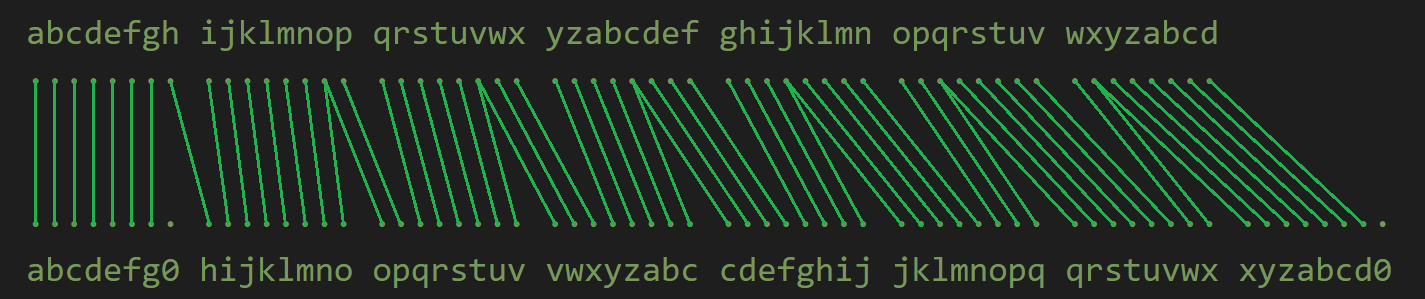 abcdefgh ijklmnop qrstuvwx yzabcdef ghijklmn opqrstuv wxyzabcd
abcdefg0 hijklmno opqrstuv vwxyzabc cdefghij jklmnopq qrstuvwx xyzabcd0